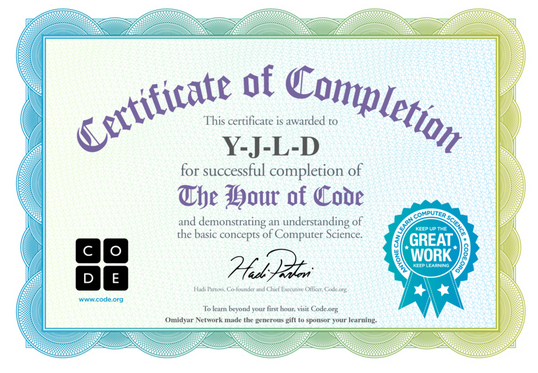 Certificate of Completion
This certificate is awarded to
Y-J-L-D
for successful completion of
The Hour of Code
and demonstrating an understanding of
the basic concepts of Computer Science.
Hadi Partovi
Hadi Partovi, Co-founder and Chief Executive Officer, Code.org
To learn beyond your first hour, visit Code.org
Omidyar Network made the generous gift to sponsor your learning.
C O
D E
www.code.org
ANYONE CAN LEARN COMPUTER SCIENCE • CODE.ORG
KEEP UP THE
GREAT
WORK
KEEP LEARNING